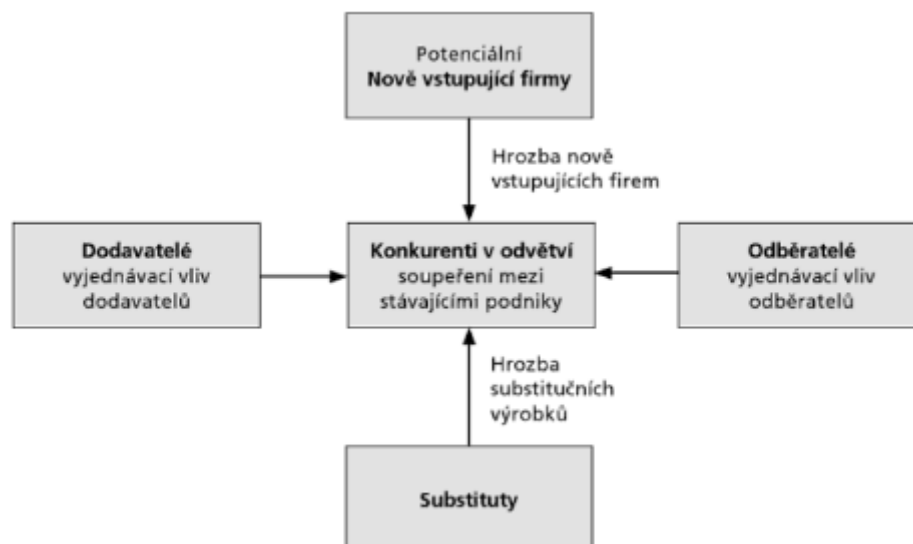 Potenciální
Nově vstupující firmy
Hrozba nově
vstupujících firem
Dodavatelé
vyjednávací vliv
dodavatelů
Konkurenti v odvětví
soupeření mezi
stávajícími podniky
Odběratelé
vyjednávací vliv
odběratelů
Hrozba
substitučních
výrobků
Substituty